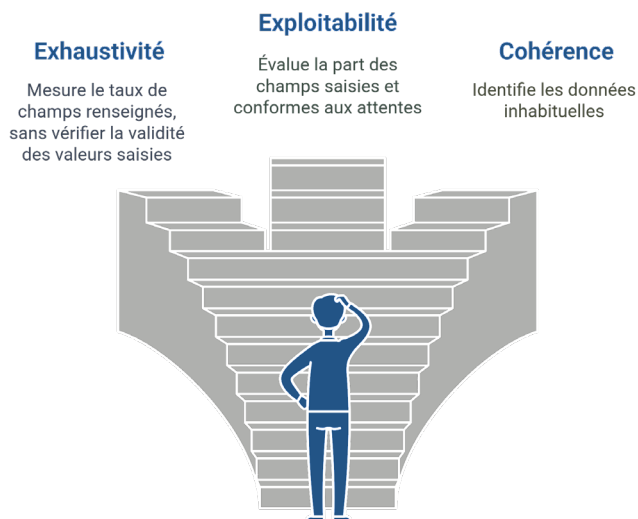 Exhaustivité
Mesure le taux de
champs renseignés,
sans vérifier la validité
des valeurs saisies
Exploitabilité
Évalue la part des
champs saisies et
conformes aux attentes
Cohérence
Identifie les données
inhabituelles